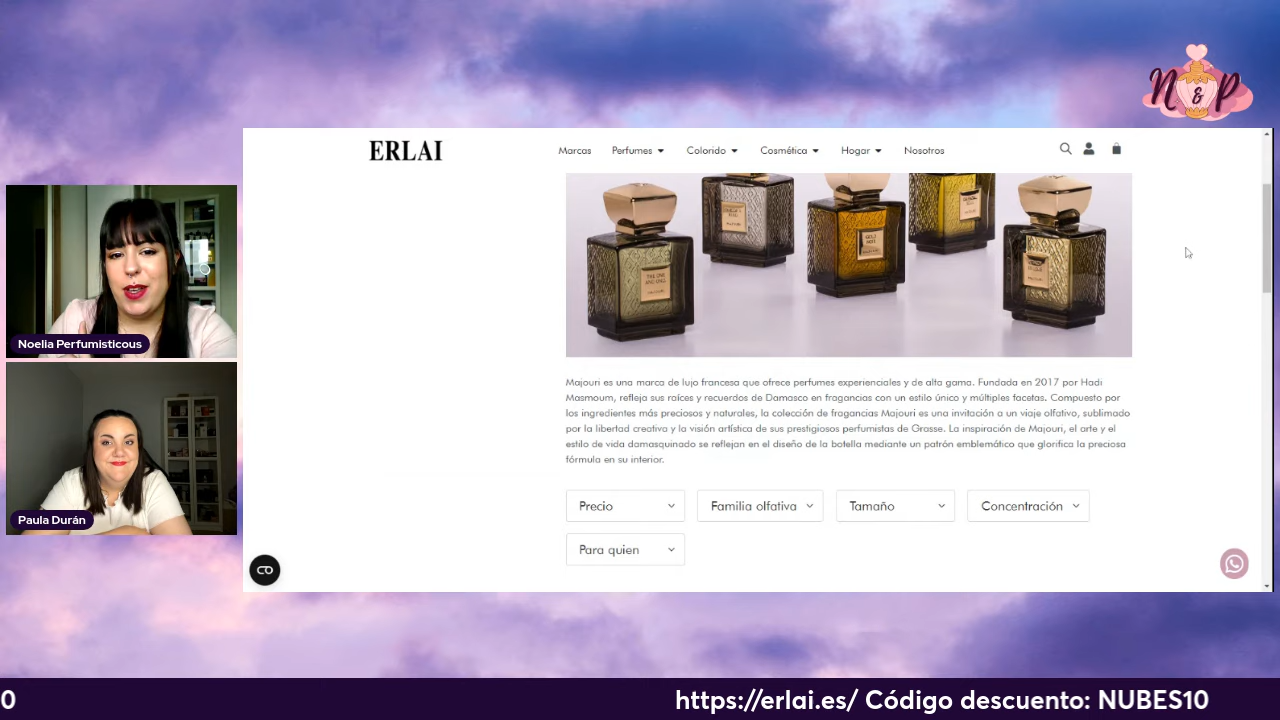 N & P
ERLAI
Marcas
Perfumes
Colorido
Cosmética
Hogar
Nosotros
THE ONE
GOLD
Majouri es una marca de lujo francesa que ofrece perfumes experienciales y de alta gama. Fundada en 2017 por Hadi
Masmoum, refleja sus raíces y recuerdos de Damasco en fragancias con un estilo único y múltiples facetas. Compuesto por
los ingredientes más preciosos y naturales, la colección de fragancias Majouri es una invitación a un viaje olfativo, sublimado
por la libertad creativa y la visión artística de sus prestigiosos perfumistas de Grasse. La inspiración de Majouri, el arte y el
estilo de vida damasquinado se reflejan en el diseño de la botella mediante un patrón emblemático que glorifica la preciosa
fórmula en su interior.
Precio
Familia olfativa
Tamaño
Concentración
Para quien
Noelia Perfumisticous
Paula Durán
0
https://erlai.es/ Código descuento: NUBES10